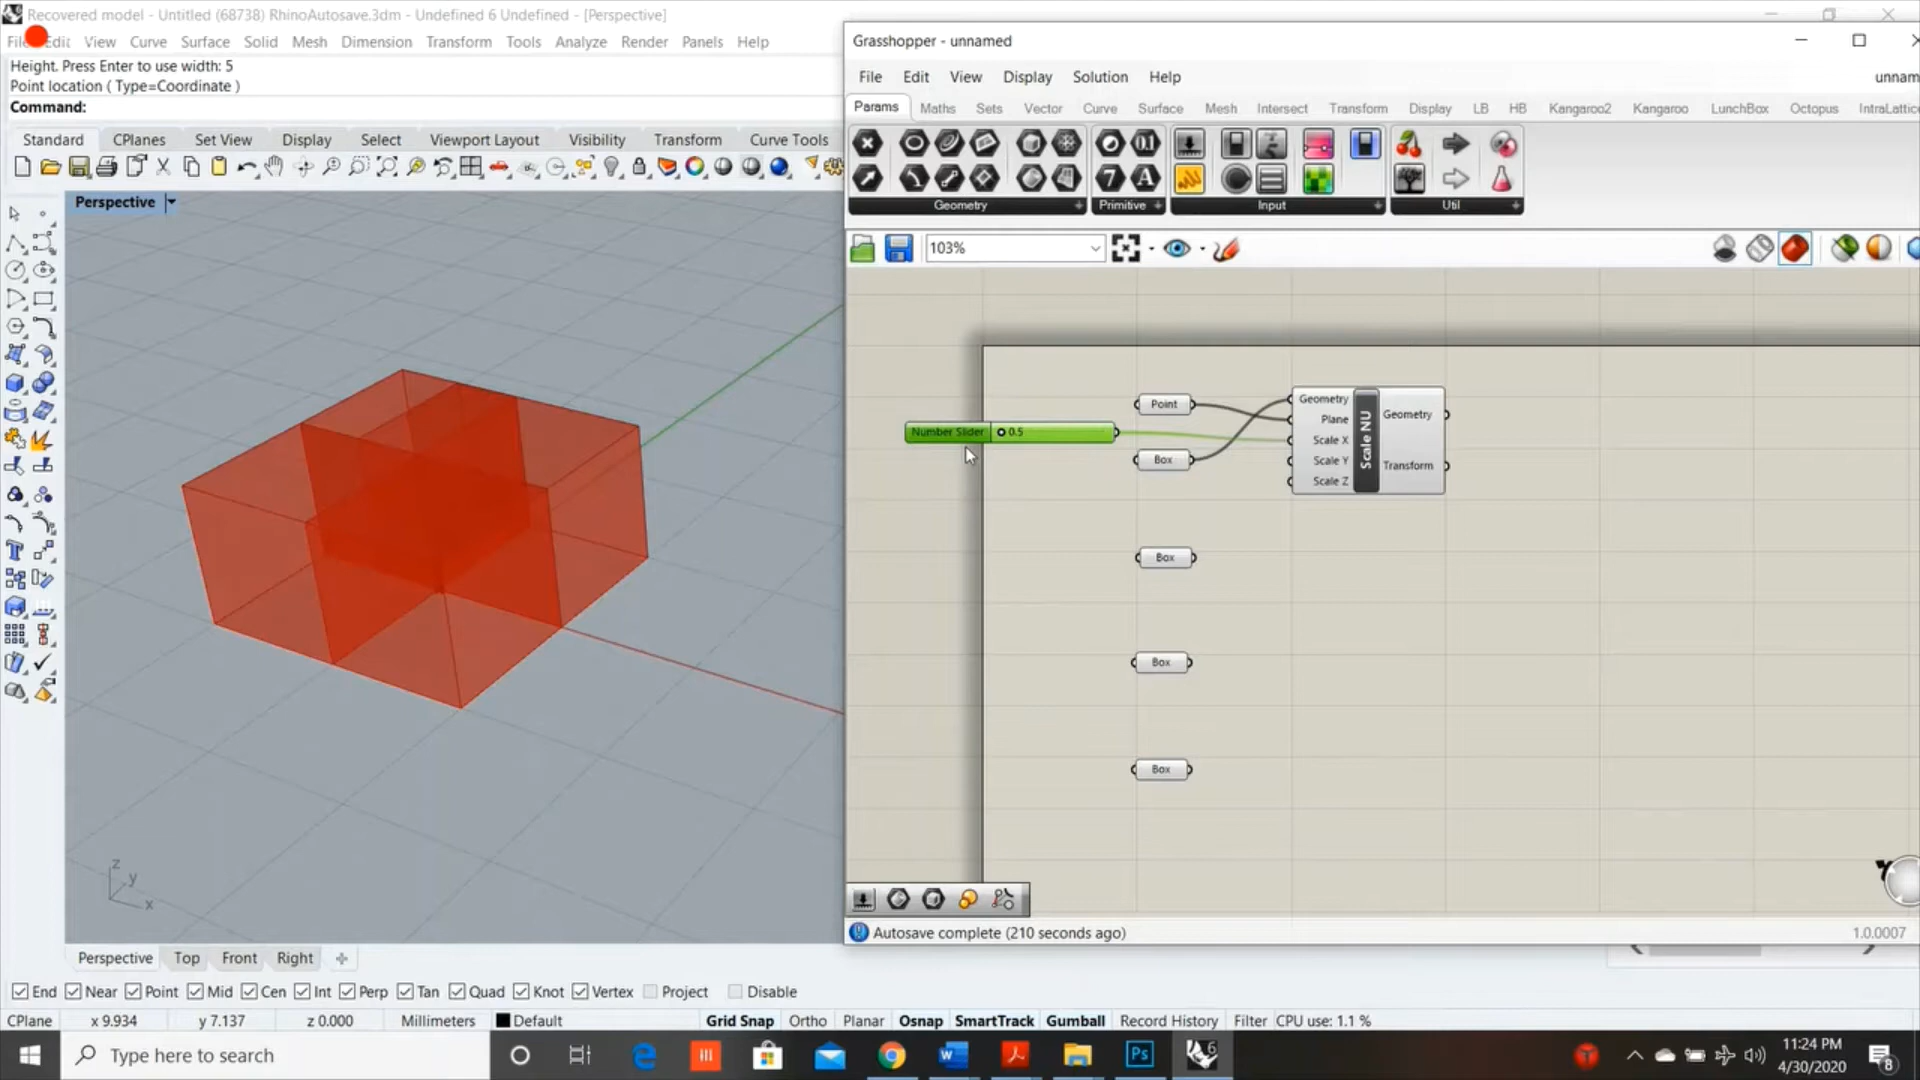 Recovered model - Untitled (68738) RhinoAutosave.3dm - Undefined 6 Undefined - [Perspective]
File Edit View Curve Surface Solid Mesh Dimension Transform Tools Analyze Render Panels Help
Height. Press Enter to use width: 5
Point location ( Type=Coordinate )
Command:
Standard CPlanes Set View Display Select Viewport Layout Visibility Transform Curve Tools
Perspective
z
y
x
Grasshopper - unnamed
File Edit View Display Solution Help unnam
Params Maths Sets Vector Curve Surface Mesh Intersect Transform Display LB HB Kangaroo2 Kangaroo LunchBox Octopus IntraLattice
Geometry Primitive Input Util
103%
Point
Number Slider 0.5
Box
Geometry
Plane
Scale X
Scale Y
Scale Z
Scale NU
Geometry
Transform
Box
Box
Box
Autosave complete (210 seconds ago) 1.0.0007
Perspective Top Front Right
End Near Point Mid Cen Int Perp Tan Quad Knot Vertex Project Disable
CPlane x 9.934 y 7.137 z 0.000 Millimeters Default Grid Snap Ortho Planar Osnap SmartTrack Gumball Record History Filter CPU use: 1.1 %
Type here to search
11:24 PM
4/30/2020
8